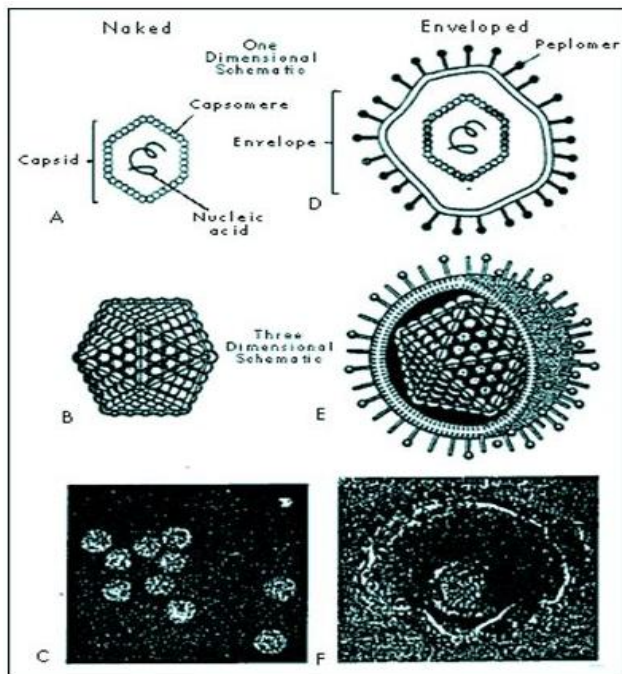 Naked
Enveloped
One
Dimensional
Schematic
Peplomer
Capsomere
Capsid
Envelope
Nucleic
acid
A
D
Three
Dimensional
Schematic
B
E
C
F